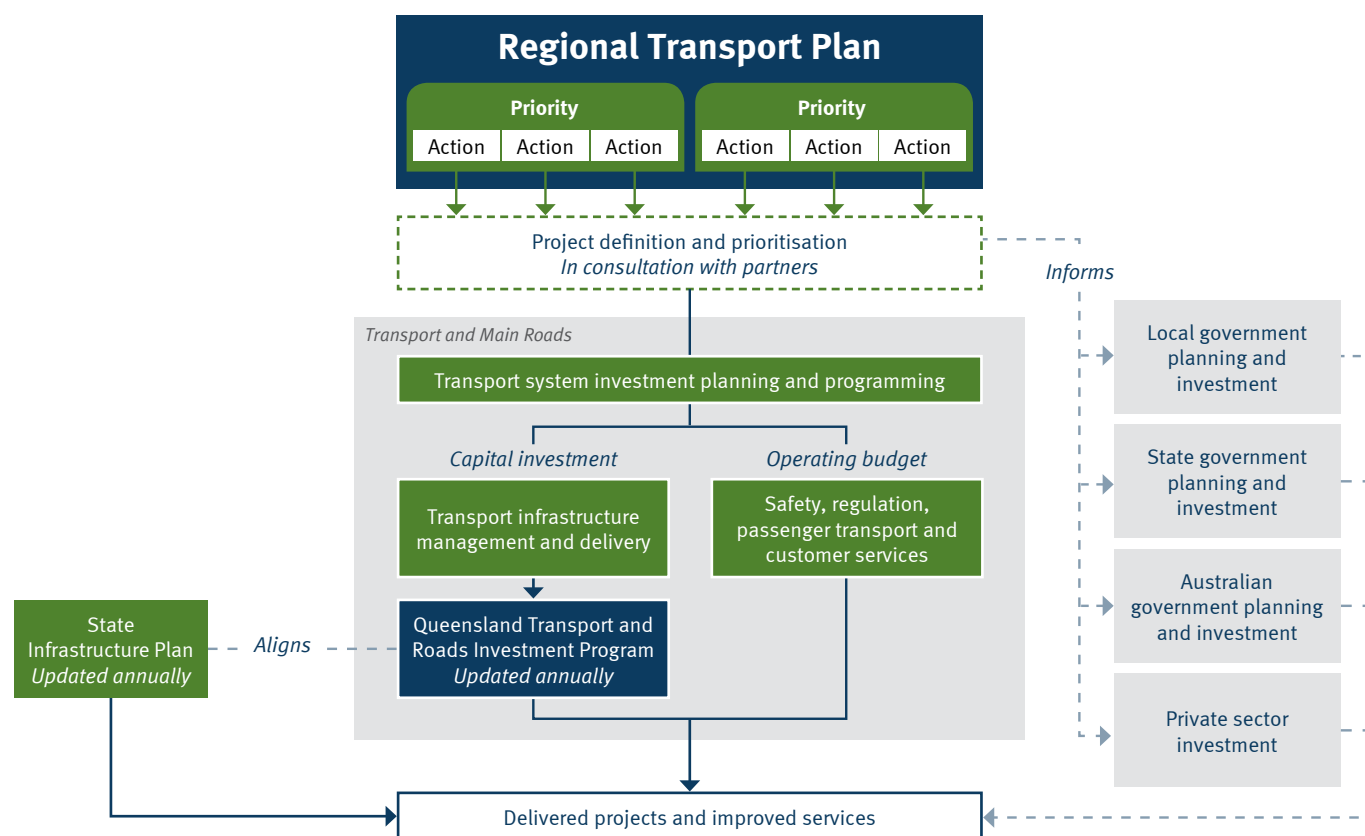 Regional Transport Plan
Priority
Priority
Action
Action
Action
Action
Action
Action
Project definition and prioritisation
In consultation with partners
Informs
Transport and Main Roads
Transport system investment planning and programming
Capital investment
Operating budget
Transport infrastructure
management and delivery
Safety, regulation,
passenger transport and
customer services
State
Infrastructure Plan
Updated annually
Aligns
Queensland Transport and
Roads Investment Program
Updated annually
Local government
planning and
investment
State government
planning and
investment
Australian
government planning
and investment
Private sector
investment
Delivered projects and improved services